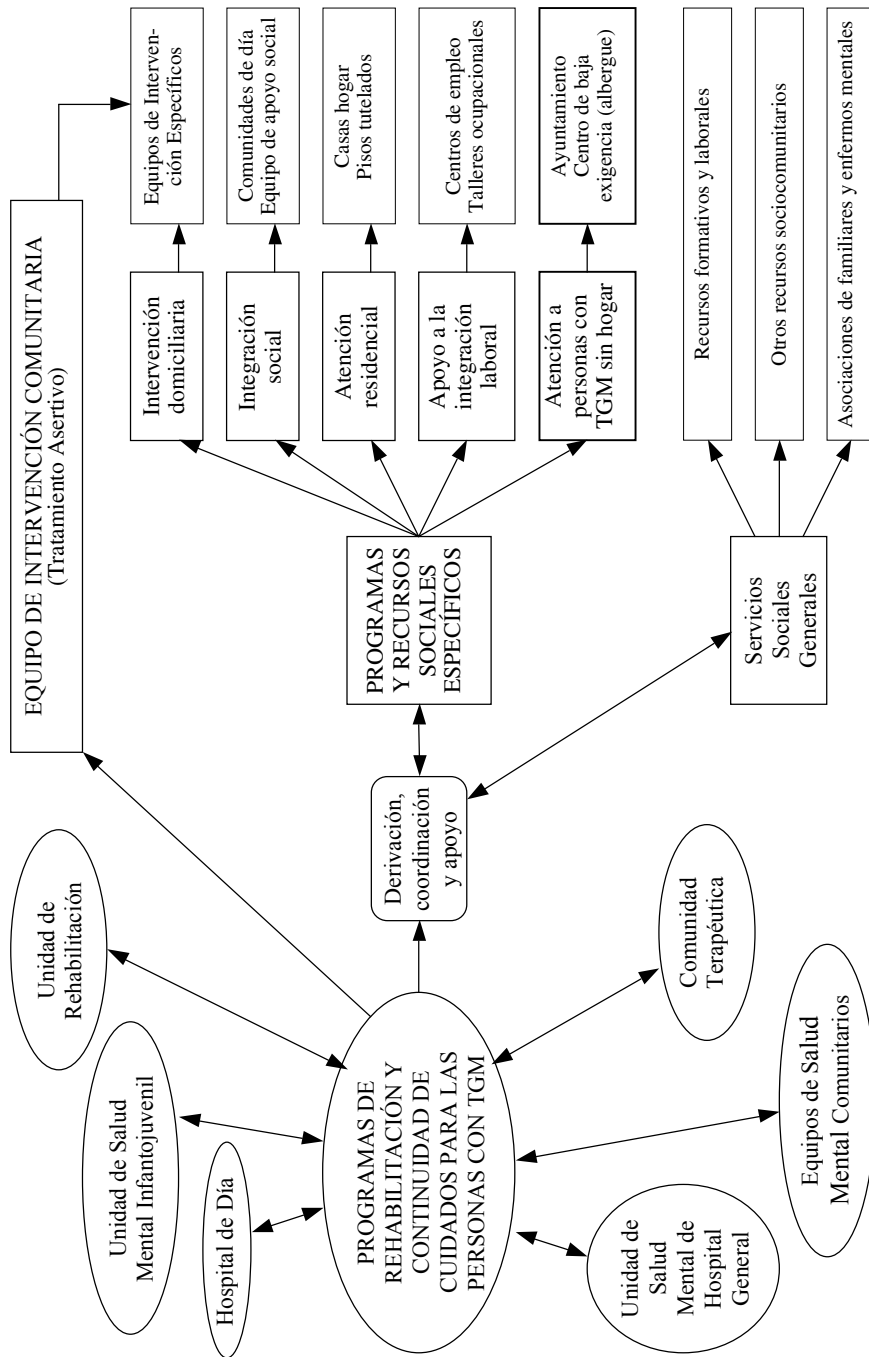 EQUIPO DE INTERVENCIÓN COMUNITARIA
(Tratamiento Asertivo)
Unidad de
Rehabilitación
Unidad de Salud
Mental Infantojuvenil
Hospital de Día
PROGRAMAS DE
REHABILITACIÓN Y
CONTINUIDAD DE
CUIDADOS PARA LAS
PERSONAS CON TGM
Unidad de
Salud
Mental de
Hospital
General
Equipos de Salud
Mental Comunitarios
Comunidad
Terapéutica
Derivación,
coordinación
y apoyo
PROGRAMAS
Y RECURSOS
SOCIALES
ESPECÍFICOS
Servicios
Sociales
Generales
Intervención
domiciliaria
Equipos de Interven-
ción Específicos
Integración
social
Comunidades de día
Equipo de apoyo social
Atención
residencial
Casas hogar
Pisos tutelados
Apoyo a la
integración
laboral
Centros de empleo
Talleres ocupacionales
Atención a
personas con
TGM sin hogar
Ayuntamiento
Centro de baja
exigencia (albergue)
Recursos formativos y laborales
Otros recursos sociocomunitarios
Asociaciones de familiares y enfermos mentales